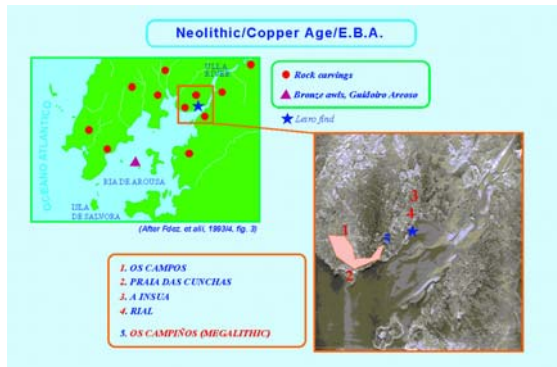 Neolithic/Copper Age/E.B.A.
ULLA
RIVER
OCEANO ATLANTICO
RIA DE AROUSA
ILLA
DE SALVORA
Rock carvings
Bronze awls, Guidoiro Areoso
Leiro find
(After Fdez. et alii, 1993/4, fig. 3)
1. OS CAMPOS
2. PRAIA DAS CUNCHAS
3. A INSUA
4. RIAL
5. OS CAMPIÑOS (MEGALITHIC)
3
4
1
5
2